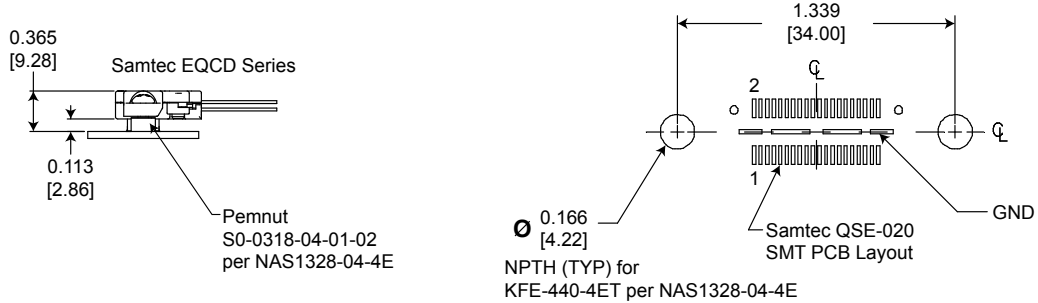 0.365
[9.28]
Samtec EQCD Series
0.113
[2.86]
Pemnut
S0-0318-04-01-02
per NAS1328-04-4E
1.339
[34.00]
℄
2
℄
1
GND
Ø 0.166
[4.22]
Samtec QSE-020
SMT PCB Layout
NPTH (TYP) for
KFE-440-4ET per NAS1328-04-4E